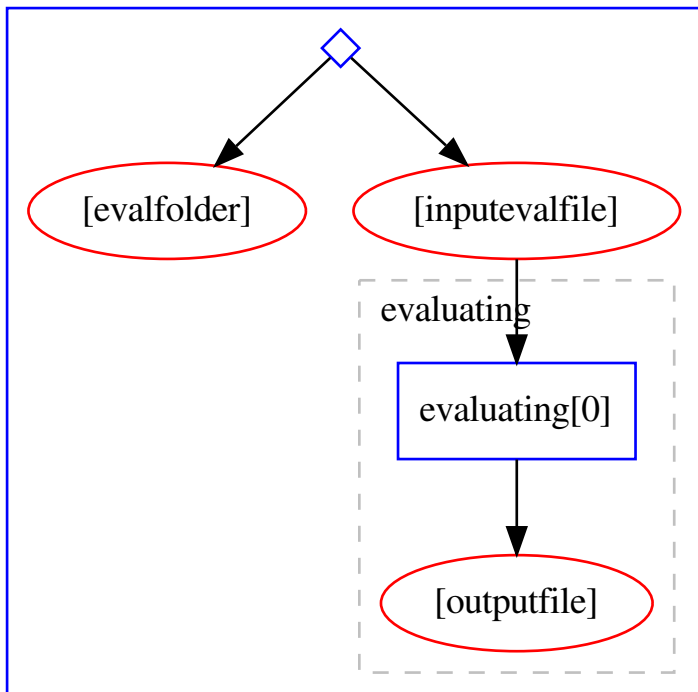 [evalfolder]
[inputevalfile]
evaluating
evaluating[0]
[outputfile]